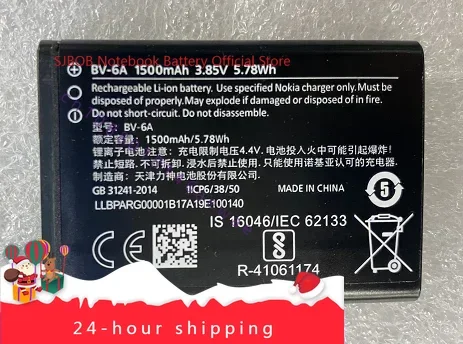 SJBOB Notebook Battery Official Store
BV-6A 1500mAh 3.85V 5.78Wh
Rechargeable Li-ion battery. Use specified Nokia charger only.Must be
disposed of properly. May explode if damaged or disposed of in fire.
Do not short-circuit. Do not disassemble.
型号: BV-6A
额定容量: 1500mAh/5.78Wh
锂离子电池 注意: 充电限制电压4.4V. 电池投入火中可能引起爆炸!
禁止短路. 不可拆卸.浸水后禁止使用. 只能使用诺基亚认可的充电器.
制造商: 天津力神电池股份有限公司
GB 31241-2014 1ICP6/38/50 MADE IN CHINA
LLBPARG00001B17A19E100140
5
IS 16046/IEC 62133
CE
R-41061174
24-hour shipping